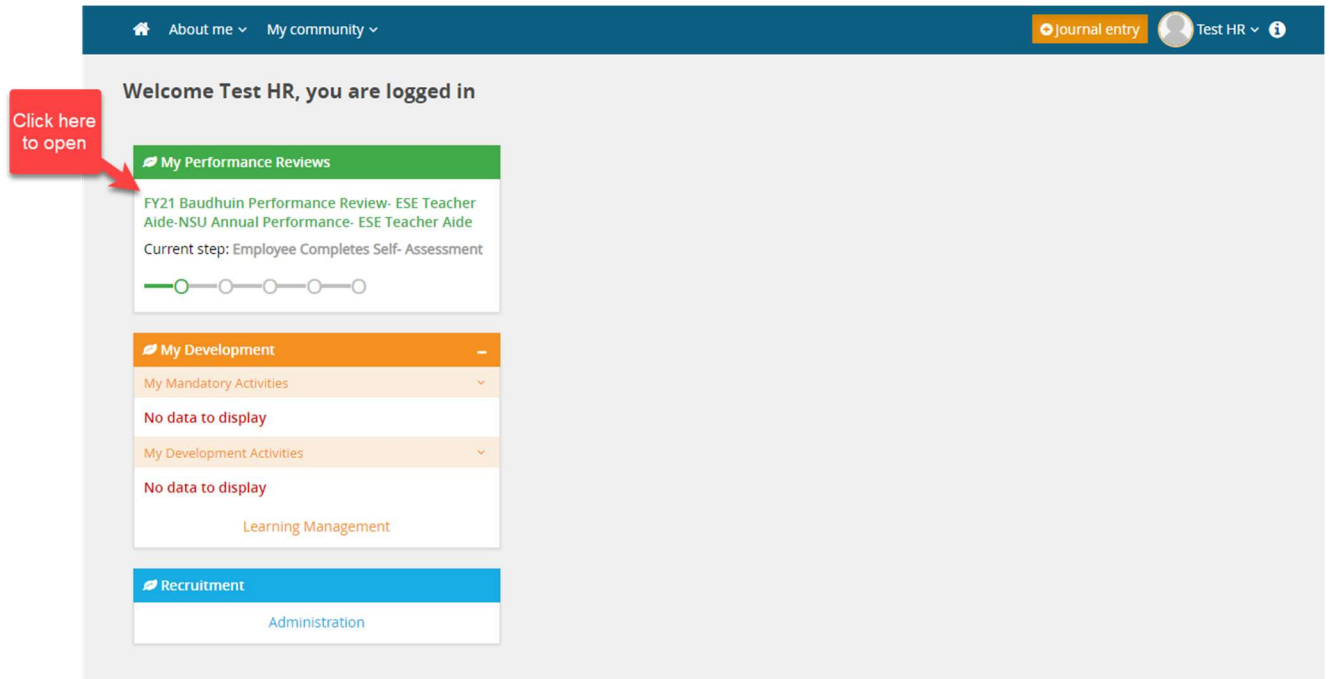 About me
My community
Journal entry
Test HR
Welcome Test HR, you are logged in
Click here
to open
My Performance Reviews
FY21 Baudhuin Performance Review- ESE Teacher
Aide-NSU Annual Performance- ESE Teacher Aide
Current step: Employee Completes Self- Assessment
My Development
My Mandatory Activities
No data to display
My Development Activities
No data to display
Learning Management
Recruitment
Administration